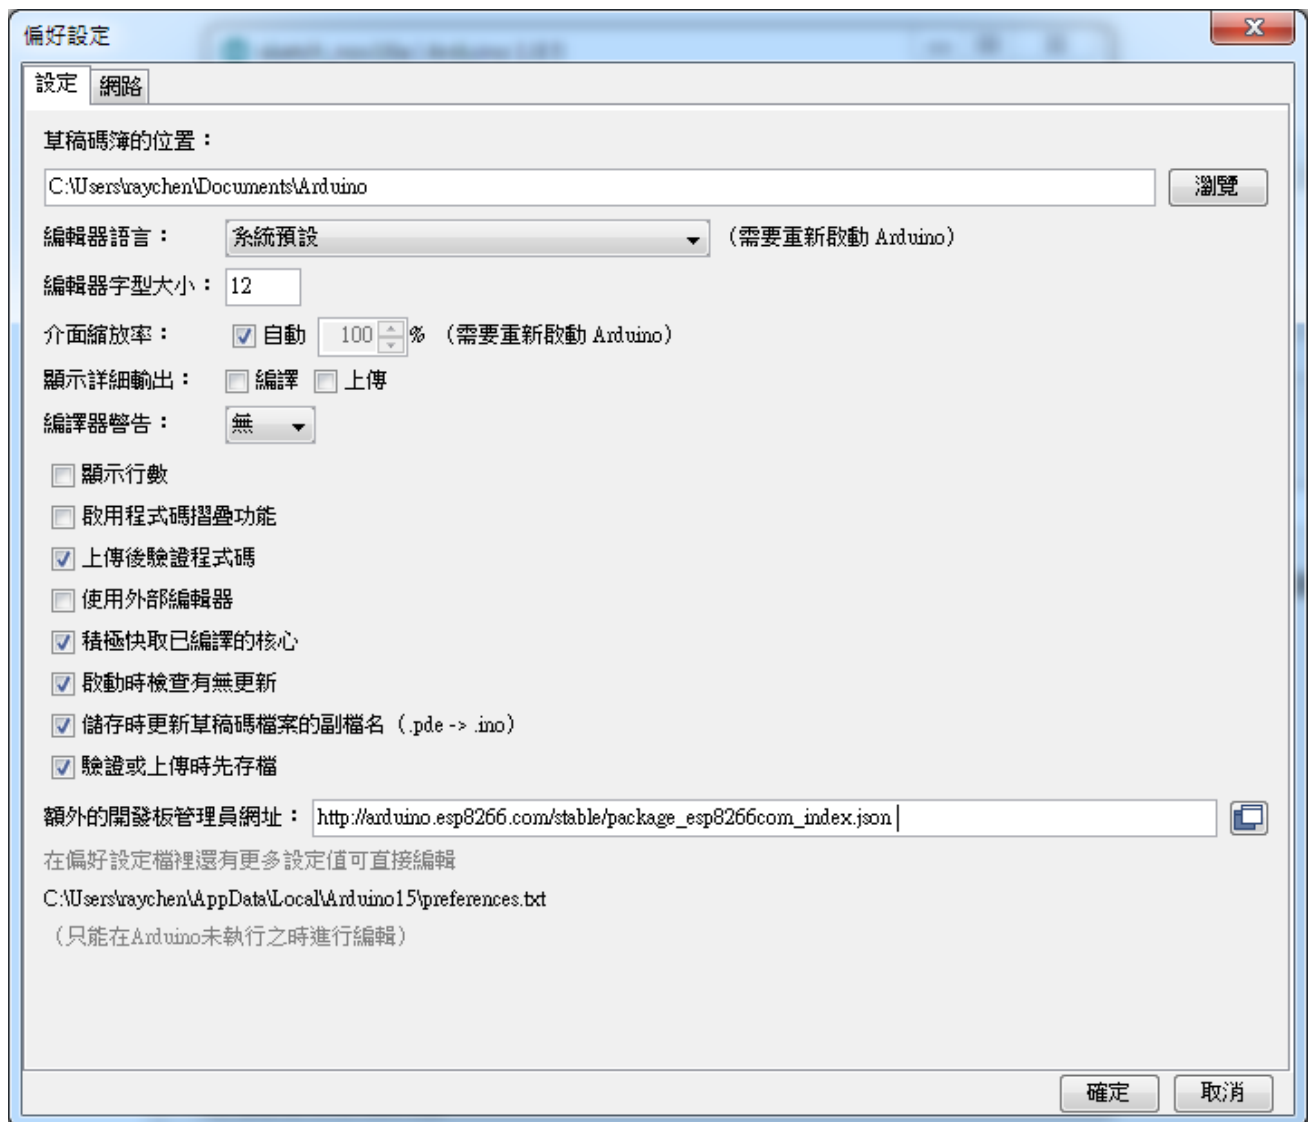 偏好設定
設定 網路
草稿碼簿的位置：
C:\Users\raychen\Documents\Arduino 瀏覽
編輯器語言： 系統預設 （需要重新啟動 Arduino）
編輯器字型大小： 12
介面縮放率： 自動 100 % （需要重新啟動 Arduino）
顯示詳細輸出： 編譯 上傳
編譯器警告： 無
顯示行數
啟用程式碼摺疊功能
上傳後驗證程式碼
使用外部編輯器
積極快取已編譯的核心
啟動時檢查有無更新
儲存時更新草稿碼檔案的副檔名（.pde -> .ino）
驗證或上傳時先存檔
額外的開發板管理員網址： http://arduino.esp8266.com/stable/package_esp8266com_index.json
在偏好設定檔裡還有更多設定值可直接編輯
C:\Users\raychen\AppData\Local\Arduino15\preferences.txt
（只能在Arduino未執行之時進行編輯）
確定 取消